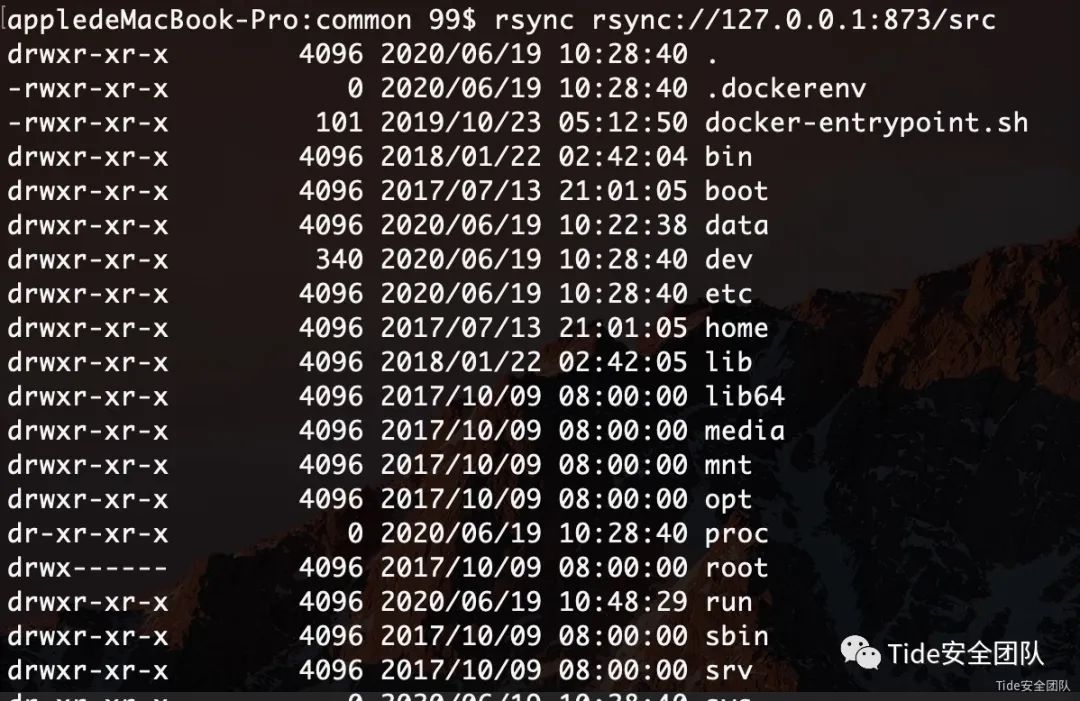 [appledeMacBook-Pro:common 99$ rsync rsync://127.0.0.1:873/src
drwxr-xr-x 4096 2020/06/19 10:28:40 .
-rwxr-xr-x 0 2020/06/19 10:28:40 .dockerenv
-rwxr-xr-x 101 2019/10/23 05:12:50 docker-entrypoint.sh
drwxr-xr-x 4096 2018/01/22 02:42:04 bin
drwxr-xr-x 4096 2017/07/13 21:01:05 boot
drwxr-xr-x 4096 2020/06/19 10:22:38 data
drwxr-xr-x 340 2020/06/19 10:28:40 dev
drwxr-xr-x 4096 2020/06/19 10:28:40 etc
drwxr-xr-x 4096 2017/07/13 21:01:05 home
drwxr-xr-x 4096 2018/01/22 02:42:05 lib
drwxr-xr-x 4096 2017/10/09 08:00:00 lib64
drwxr-xr-x 4096 2017/10/09 08:00:00 media
drwxr-xr-x 4096 2017/10/09 08:00:00 mnt
drwxr-xr-x 4096 2017/10/09 08:00:00 opt
dr-xr-xr-x 0 2020/06/19 10:28:40 proc
drwx------ 4096 2017/10/09 08:00:00 root
drwxr-xr-x 4096 2020/06/19 10:48:29 run
drwxr-xr-x 4096 2017/10/09 08:00:00 sbin
drwxr-xr-x 4096 2017/10/09 08:00:00 srv
Tide安全团队
Tide安全团队